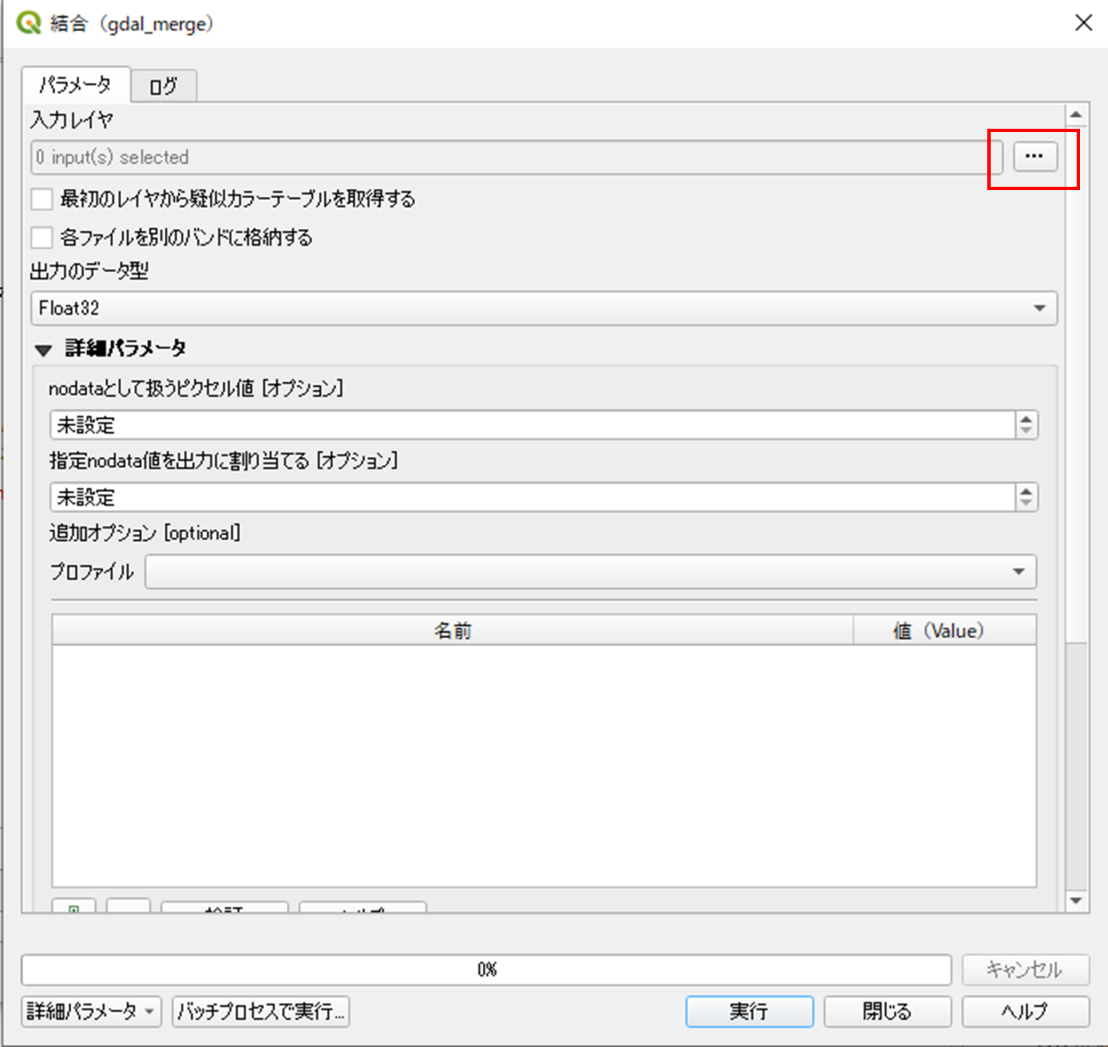 結合（gdal_merge）
パラメータ ログ
入力レイヤ
0 input(s) selected
...
最初のレイヤから疑似カラーテーブルを取得する
各ファイルを別のバンドに格納する
出力のデータ型
Float32
詳細パラメータ
nodataとして扱うピクセル値 [オプション]
未設定
指定nodata値を出力に割り当てる [オプション]
未設定
追加オプション [optional]
プロファイル
名前 値（Value）
0% キャンセル
詳細パラメータ バッチプロセスで実行... 実行 閉じる ヘルプ